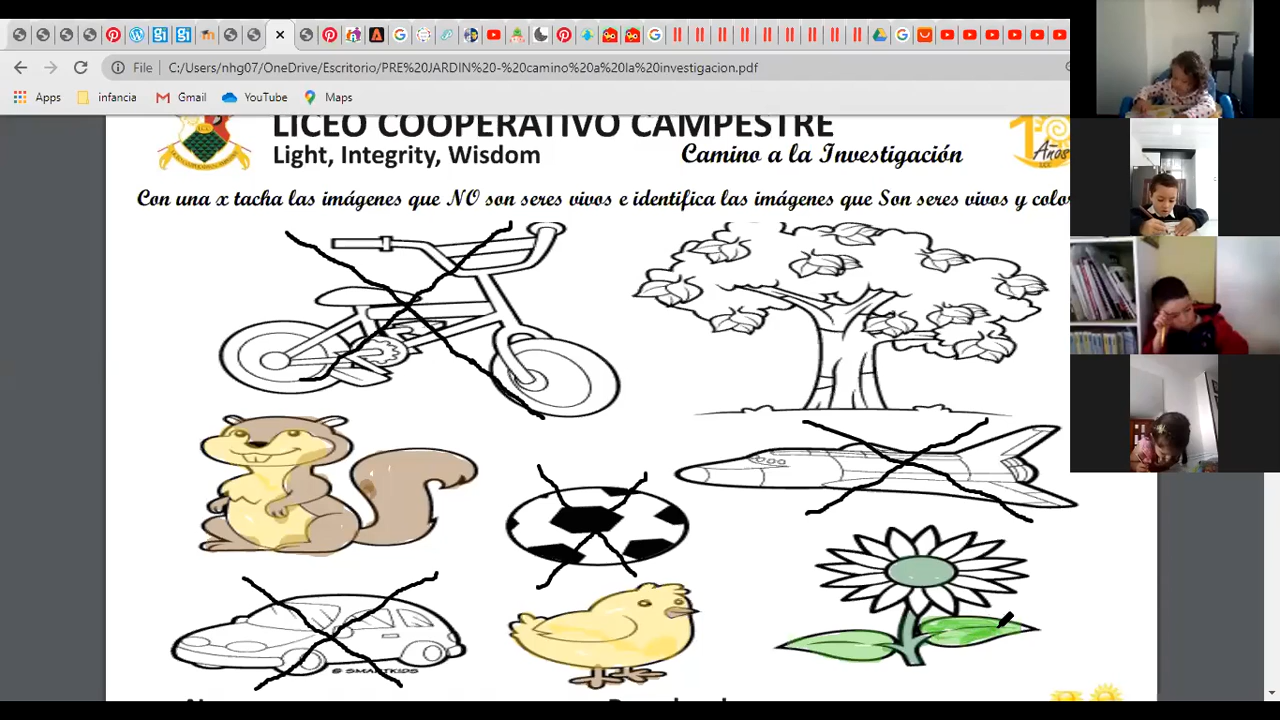 File C:/Users/nhg07/OneDrive/Escritorio/PRE%20JARDIN%20-%20camino%20a%20la%20investigacion.pdf
Apps infancia Gmail YouTube Maps
LICEO COOPERATIVO CAMPESTRE
Light, Integrity, Wisdom Camino a la Investigación
Años
Con una x tacha las imágenes que NO son seres vivos e identifica las imágenes que Son seres vivos y color
© SMARTKIDS